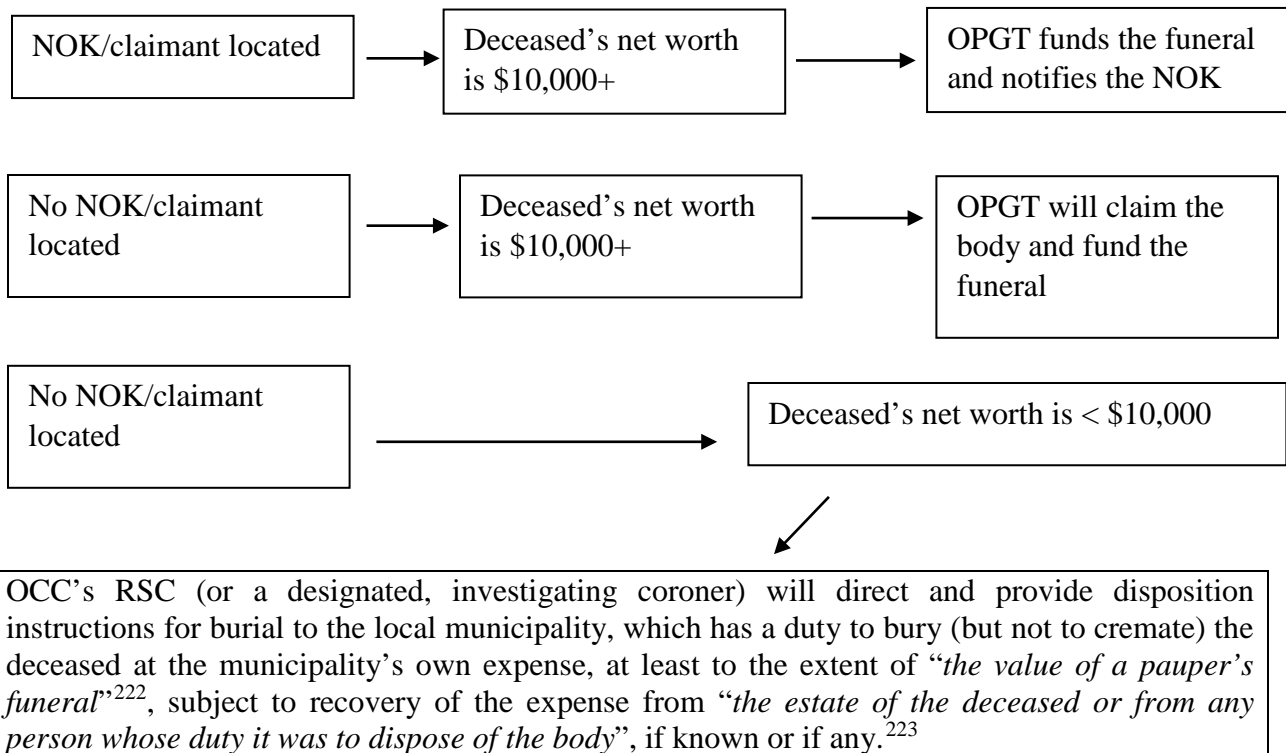 NOK/claimant located
Deceased’s net worth
is $10,000+
OPGT funds the funeral
and notifies the NOK
No NOK/claimant
located
Deceased’s net worth
is $10,000+
OPGT will claim the
body and fund the
funeral
No NOK/claimant
located
Deceased’s net worth is < $10,000
OCC’s RSC (or a designated, investigating coroner) will direct and provide disposition
instructions for burial to the local municipality, which has a duty to bury (but not to cremate) the
deceased at the municipality’s own expense, at least to the extent of “the value of a pauper’s
funeral”222, subject to recovery of the expense from “the estate of the deceased or from any
person whose duty it was to dispose of the body”, if known or if any.223